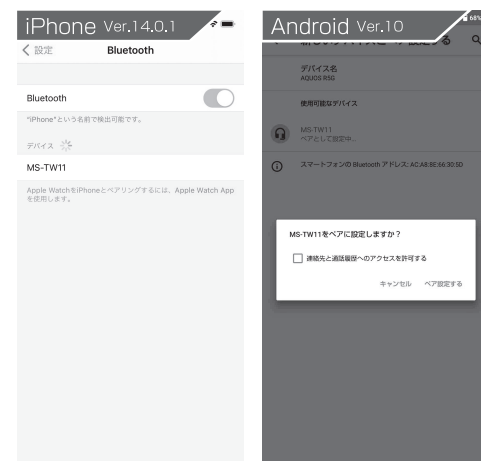 iPhone Ver.14.0.1
設定
Bluetooth
Bluetooth
"iPhone"という名前で検出可能です。
デバイス
MS-TW11
Apple WatchをiPhoneとペアリングするには、Apple Watch App
を使用します。
Android Ver.10
68%
デバイス名
AQUOS R5G
使用可能なデバイス
MS-TW11
ペアとして設定中...
スマートフォンの Bluetooth アドレス: AC:A8:8E:66:30:5D
MS-TW11をペアに設定しますか？
連絡先と通話履歴へのアクセスを許可する
キャンセル
ペア設定する